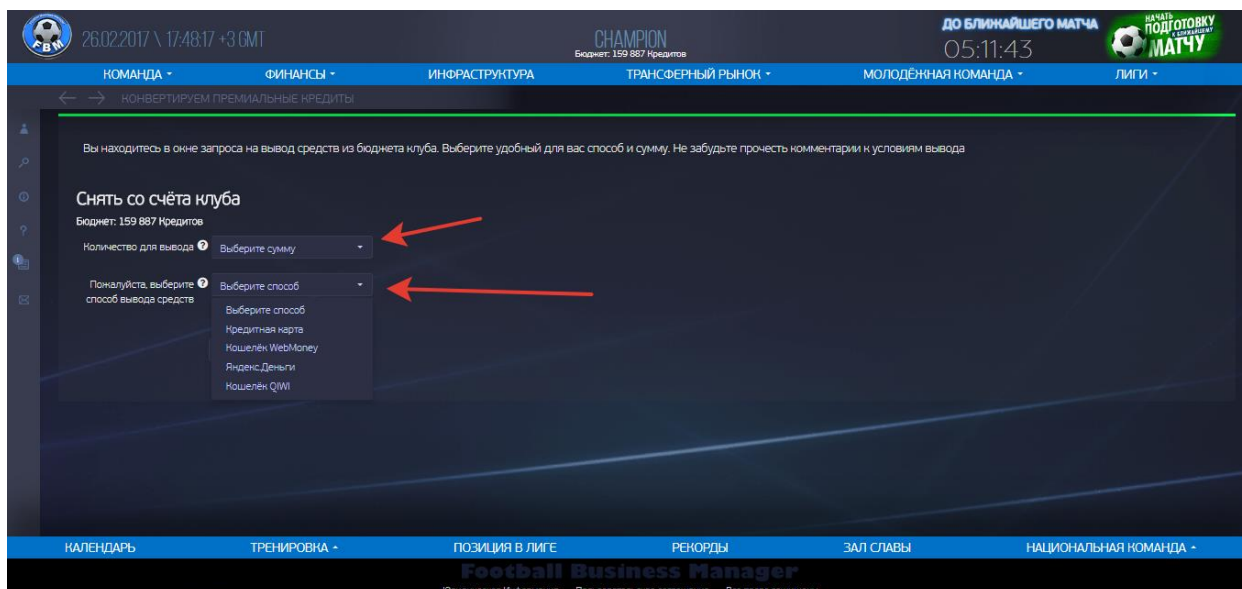 FBM
26.02.2017 \ 17:48:17 +3 GMT
CHAMPION
Бюджет: 159 887 Кредитов
ДО БЛИЖАЙШЕГО МАТЧА
05:11:43
НАЧАТЬ
ПОДГОТОВКУ
К БЛИЖАЙШЕМУ
МАТЧУ
КОМАНДА
ФИНАНСЫ
ИНФРАСТРУКТУРА
ТРАНСФЕРНЫЙ РЫНОК
МОЛОДЁЖНАЯ КОМАНДА
ЛИГИ
КОНВЕРТИРУЕМ ПРЕМИАЛЬНЫЕ КРЕДИТЫ
Вы находитесь в окне запроса на вывод средств из бюджета клуба. Выберите удобный для вас способ и сумму. Не забудьте прочесть комментарии к условиям вывода
Снять со счёта клуба
Бюджет: 159 887 Кредитов
Количество для вывода ?
Выберите сумму
Пожалуйста, выберите ?
способ вывода средств
Выберите способ
Выберите способ
Кредитная карта
Кошелёк WebMoney
Яндекс.Деньги
Кошелёк QIWI
КАЛЕНДАРЬ
ТРЕНИРОВКА
ПОЗИЦИЯ В ЛИГЕ
РЕКОРДЫ
ЗАЛ СЛАВЫ
НАЦИОНАЛЬНАЯ КОМАНДА
Football Business Manager